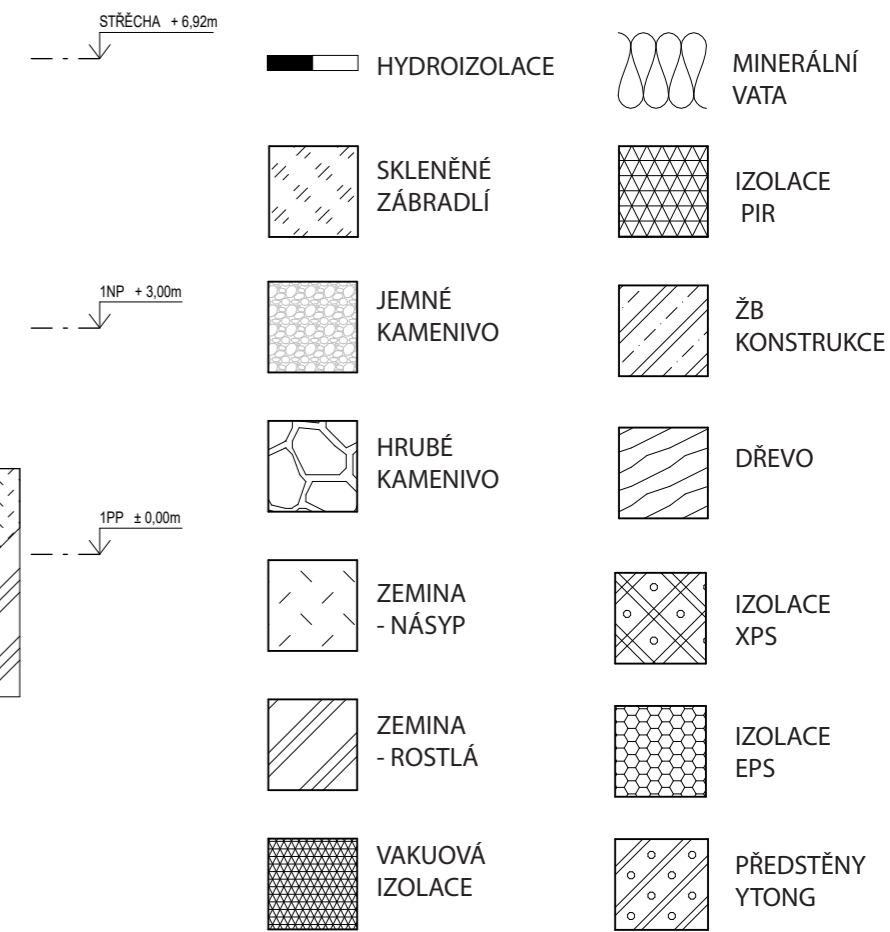 STŘECHA + 6,92m
1NP + 3,00m
1PP ± 0,00m
HYDROIZOLACE
SKLENĚNÉ
ZÁBRADLÍ
JEMNÉ
KAMENIVO
HRUBÉ
KAMENIVO
ZEMINA
- NÁSYP
ZEMINA
- ROSTLÁ
VAKUOVÁ
IZOLACE
MINERÁLNÍ
VATA
IZOLACE
PIR
ŽB
KONSTRUKCE
DŘEVO
IZOLACE
XPS
IZOLACE
EPS
PŘEDSTĚNY
YTONG